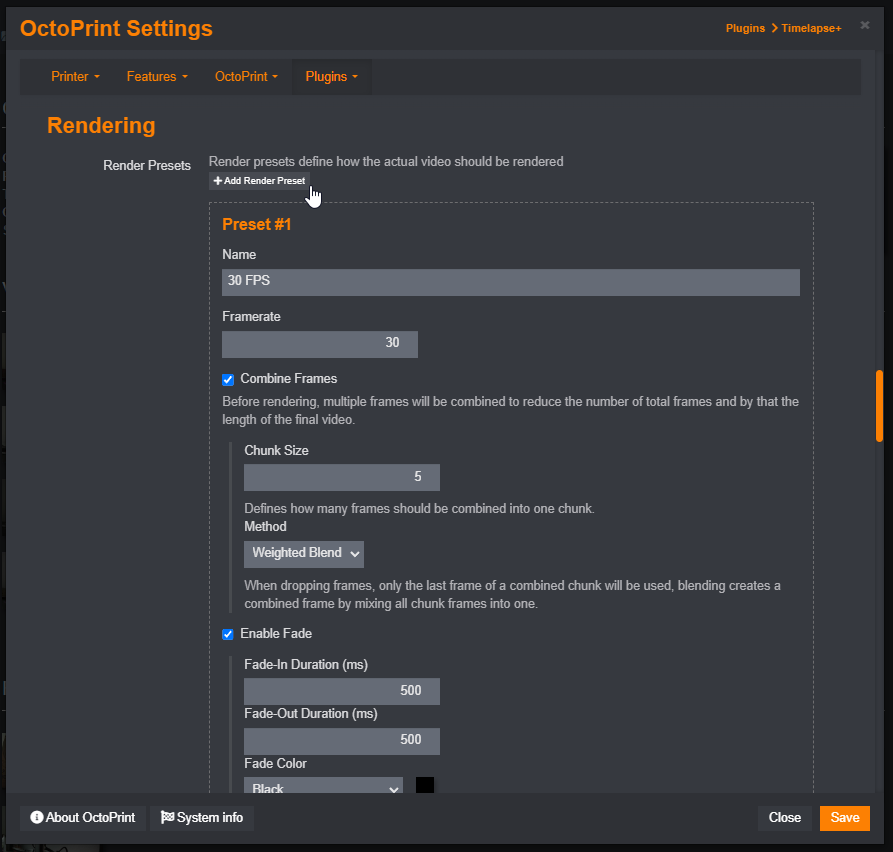 OctoPrint Settings
Plugins > Timelapse+
×
Printer
Features
OctoPrint
Plugins
Rendering
Render Presets
Render presets define how the actual video should be rendered
+ Add Render Preset
Preset #1
Name
30 FPS
Framerate
30
Combine Frames
Before rendering, multiple frames will be combined to reduce the number of total frames and by that the
length of the final video.
Chunk Size
5
Defines how many frames should be combined into one chunk.
Method
Weighted Blend
When dropping frames, only the last frame of a combined chunk will be used, blending creates a
combined frame by mixing all chunk frames into one.
Enable Fade
Fade-In Duration (ms)
500
Fade-Out Duration (ms)
500
Fade Color
Black
About OctoPrint
System info
Close
Save